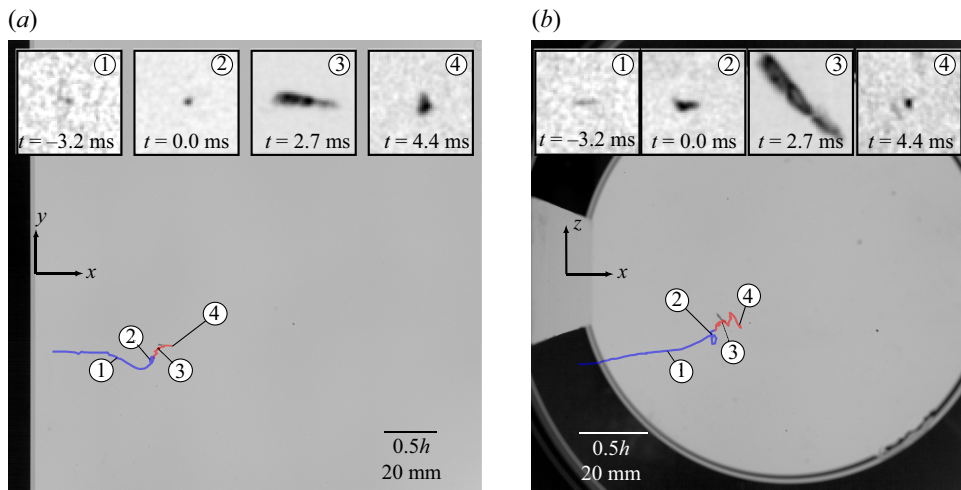 (a)
(b)
1
2
3
4
t = –3.2 ms
t = 0.0 ms
t = 2.7 ms
t = 4.4 ms
1
2
3
4
t = –3.2 ms
t = 0.0 ms
t = 2.7 ms
t = 4.4 ms
y
x
2
4
1
3
0.5h
20 mm
z
x
2
4
1
3
0.5h
20 mm